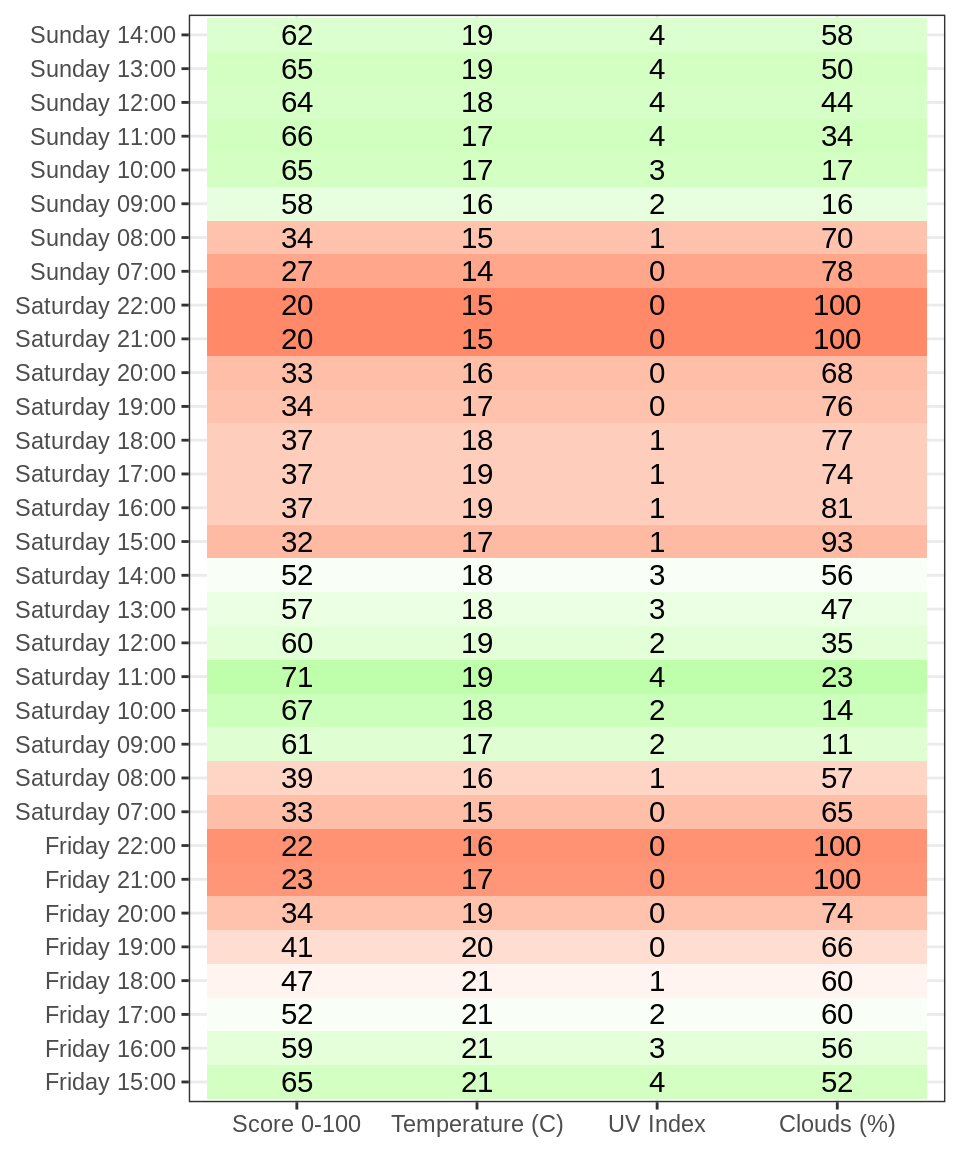 Sunday 14:00 62 19 4 58
Sunday 13:00 65 19 4 50
Sunday 12:00 64 18 4 44
Sunday 11:00 66 17 4 34
Sunday 10:00 65 17 3 17
Sunday 09:00 58 16 2 16
Sunday 08:00 34 15 1 70
Sunday 07:00 27 14 0 78
Saturday 22:00 20 15 0 100
Saturday 21:00 20 15 0 100
Saturday 20:00 33 16 0 68
Saturday 19:00 34 17 0 76
Saturday 18:00 37 18 1 77
Saturday 17:00 37 19 1 74
Saturday 16:00 37 19 1 81
Saturday 15:00 32 17 1 93
Saturday 14:00 52 18 3 56
Saturday 13:00 57 18 3 47
Saturday 12:00 60 19 2 35
Saturday 11:00 71 19 4 23
Saturday 10:00 67 18 2 14
Saturday 09:00 61 17 2 11
Saturday 08:00 39 16 1 57
Saturday 07:00 33 15 0 65
Friday 22:00 22 16 0 100
Friday 21:00 23 17 0 100
Friday 20:00 34 19 0 74
Friday 19:00 41 20 0 66
Friday 18:00 47 21 1 60
Friday 17:00 52 21 2 60
Friday 16:00 59 21 3 56
Friday 15:00 65 21 4 52
Score 0-100 Temperature (C) UV Index Clouds (%)